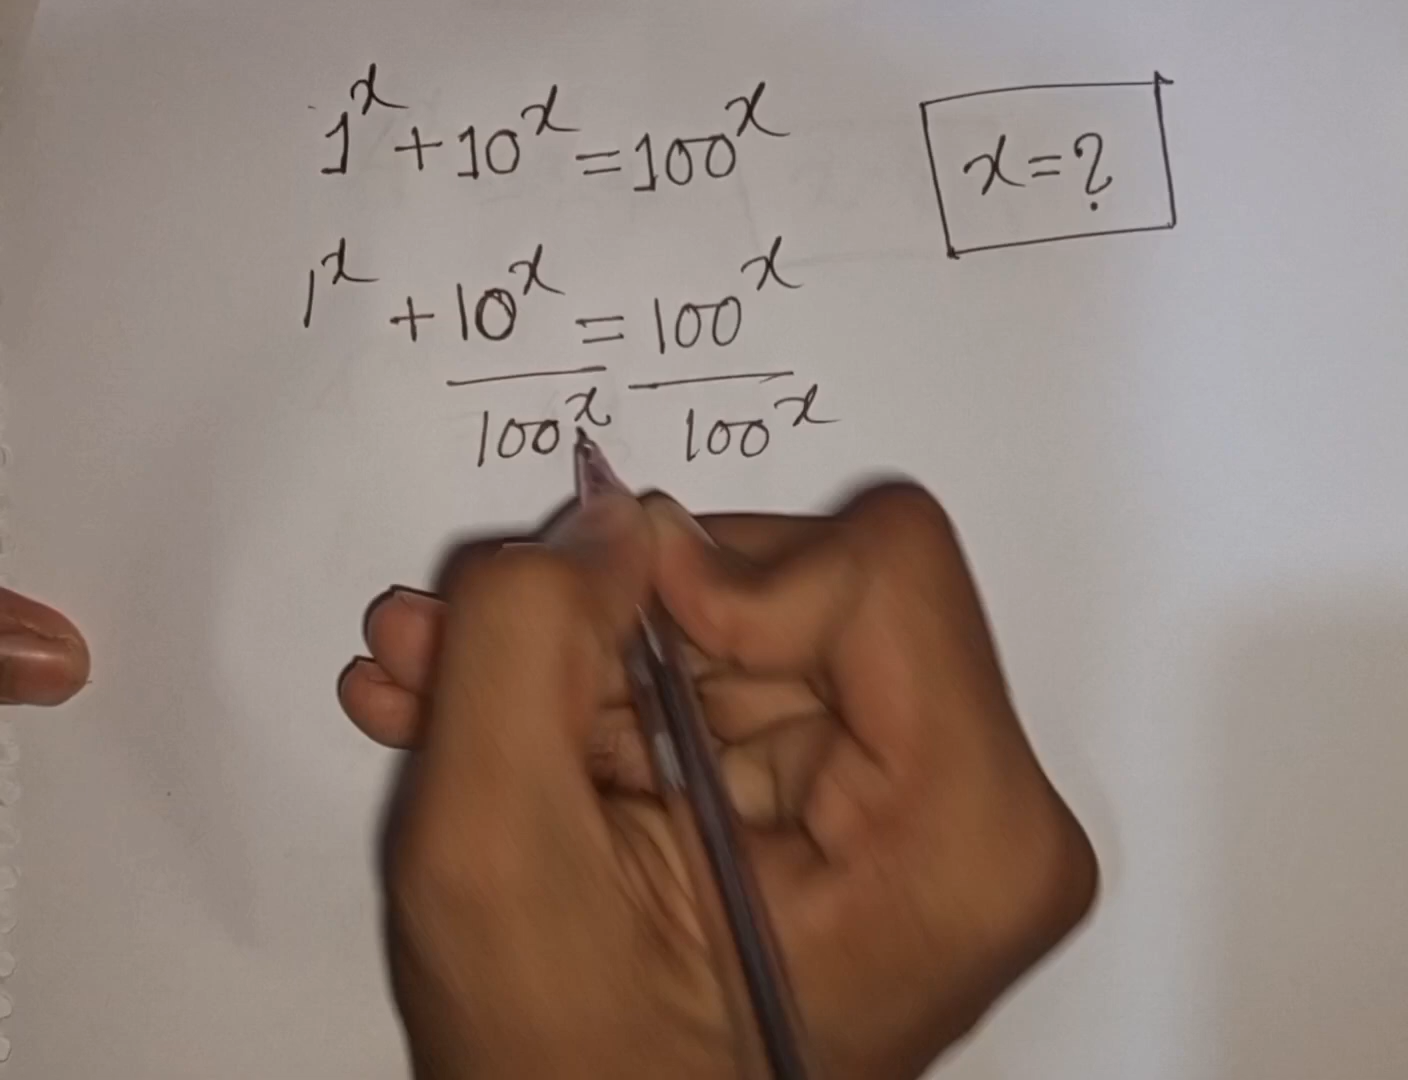 1^x + 10^x = 100^x
x = ?
1^x + 10^x = 100^x
100^x 100^x